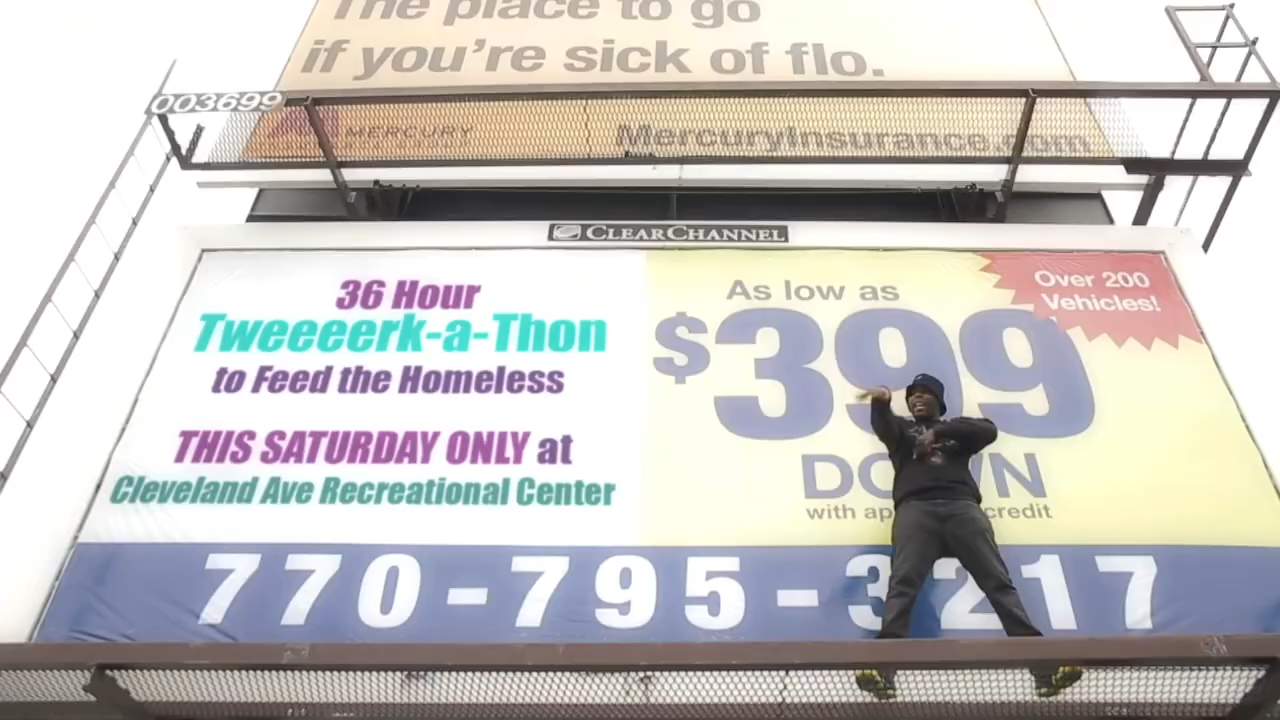 The place to go
if you're sick of flo.
003699
MERCURY
MercuryInsurance.com
CLEARCHANNEL
36 Hour
Tweeeerk-a-Thon
to Feed the Homeless
THIS SATURDAY ONLY at
Cleveland Ave Recreational Center
As low as
$399
DOWN
with credit
Over 200
Vehicles!
770-795-3217